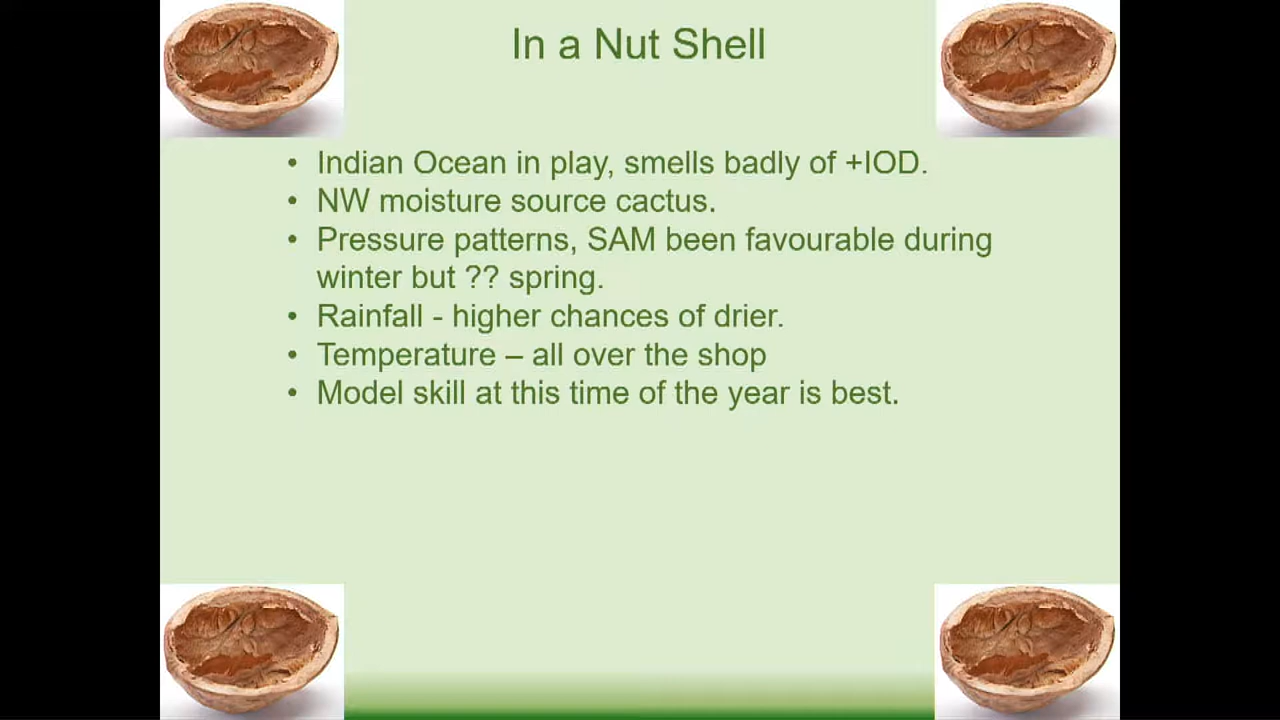 In a Nut Shell
• Indian Ocean in play, smells badly of +IOD.
• NW moisture source cactus.
• Pressure patterns, SAM been favourable during
winter but ?? spring.
• Rainfall - higher chances of drier.
• Temperature – all over the shop
• Model skill at this time of the year is best.